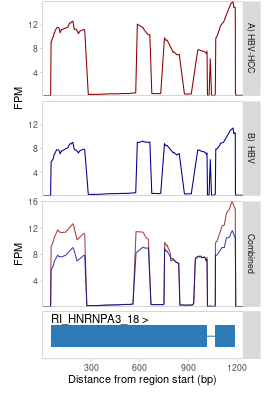 12
8
4
A) HBV-HCC
FPM
12
8
4
B) HBV
16
12
8
4
FPM
Combined
RI_HNRNPA3_18 >
300
600
900
1200
Distance from region start (bp)